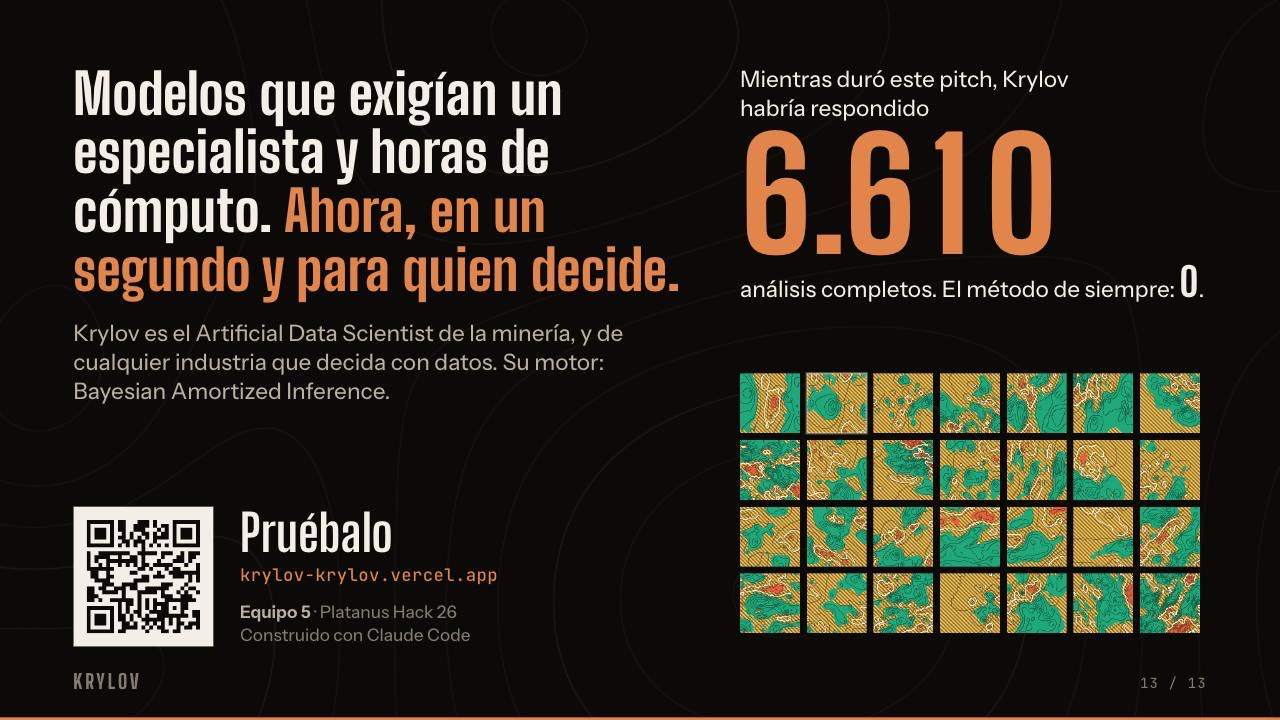 Modelos que exigían un
especialista y horas de
cómputo. Ahora, en un
segundo y para quien decide.
Krylov es el Artificial Data Scientist de la minería, y de
cualquier industria que decida con datos. Su motor:
Bayesian Amortized Inference.
Pruébalo
krylov-krylov.vercel.app
Equipo 5 · Platanus Hack 26
Construido con Claude Code
Mientras duró este pitch, Krylov
habría respondido
6.610
análisis completos. El método de siempre: 0.
KRYLOV
13 / 13